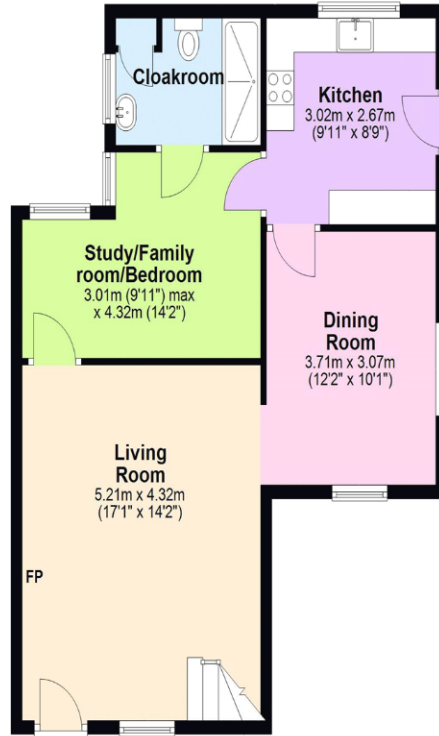 Cloakroom
Kitchen
3.02m x 2.67m
(9'11" x 8'9")
Study/Family
room/Bedroom
3.01m (9'11") max
x 4.32m (14'2")
Dining
Room
3.71m x 3.07m
(12'2" x 10'1")
Living
Room
5.21m x 4.32m
(17'1" x 14'2")
FP